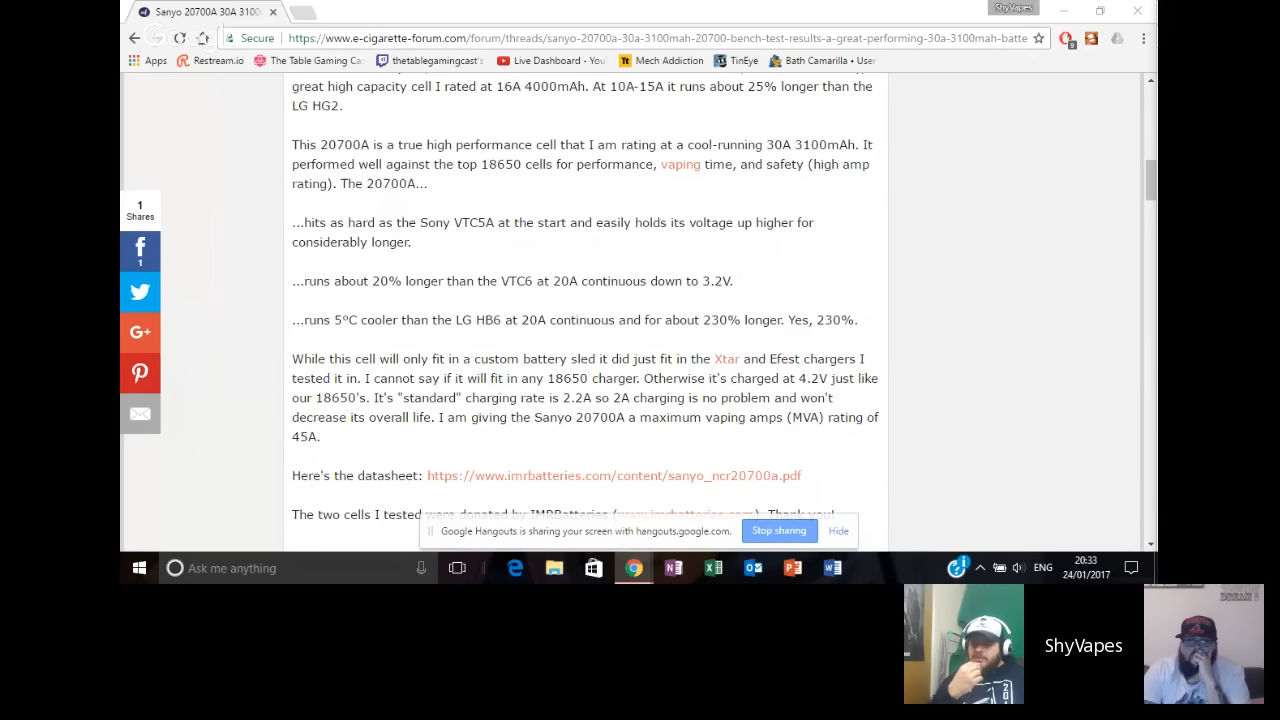 Sanyo 20700A 30A 3100
ShyVapes
Secure
https://www.e-cigarette-forum.com/forum/threads/sanyo-20700a-30a-3100mah-20700-bench-test-results-a-great-performing-30a-3100mah-batte
Apps
Restream.io
The Table Gaming Ca
thetablegamingcast's
Live Dashboard - You
Mech Addiction
TinEye
Bath Camarilla • User
great high capacity cell I rated at 16A 4000mAh. At 10A-15A it runs about 25% longer than the
LG HG2.
This 20700A is a true high performance cell that I am rating at a cool-running 30A 3100mAh. It
performed well against the top 18650 cells for performance, vaping time, and safety (high amp
rating). The 20700A...
...hits as hard as the Sony VTC5A at the start and easily holds its voltage up higher for
considerably longer.
...runs about 20% longer than the VTC6 at 20A continuous down to 3.2V.
...runs 5ºC cooler than the LG HB6 at 20A continuous and for about 230% longer. Yes, 230%.
While this cell will only fit in a custom battery sled it did just fit in the Xtar and Efest chargers I
tested it in. I cannot say if it will fit in any 18650 charger. Otherwise it's charged at 4.2V just like
our 18650's. It's "standard" charging rate is 2.2A so 2A charging is no problem and won't
decrease its overall life. I am giving the Sanyo 20700A a maximum vaping amps (MVA) rating of
45A.
Here's the datasheet: https://www.imrbatteries.com/content/sanyo_ncr20700a.pdf
The two cells I tested were donated by IMRBatteries (www.imrbatteries.com). Thank you!
1
Shares
1
G+
Google Hangouts is sharing your screen with hangouts.google.com.
Stop sharing
Hide
Ask me anything
ENG
20:33
24/01/2017
ShyVapes